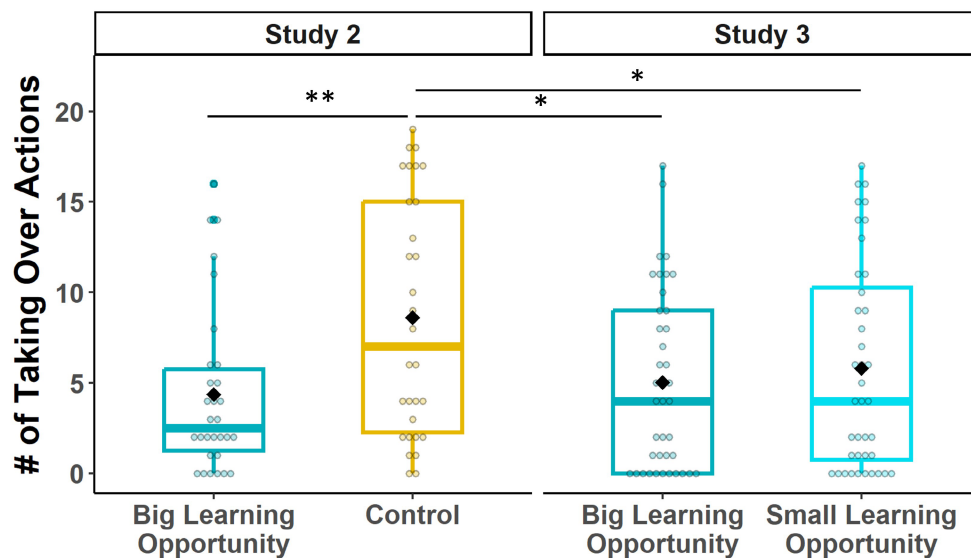 Study 2
Study 3
# of Taking Over Actions
**
*
*
20
15
10
5
0
Big Learning
Opportunity
Control
Big Learning
Opportunity
Small Learning
Opportunity